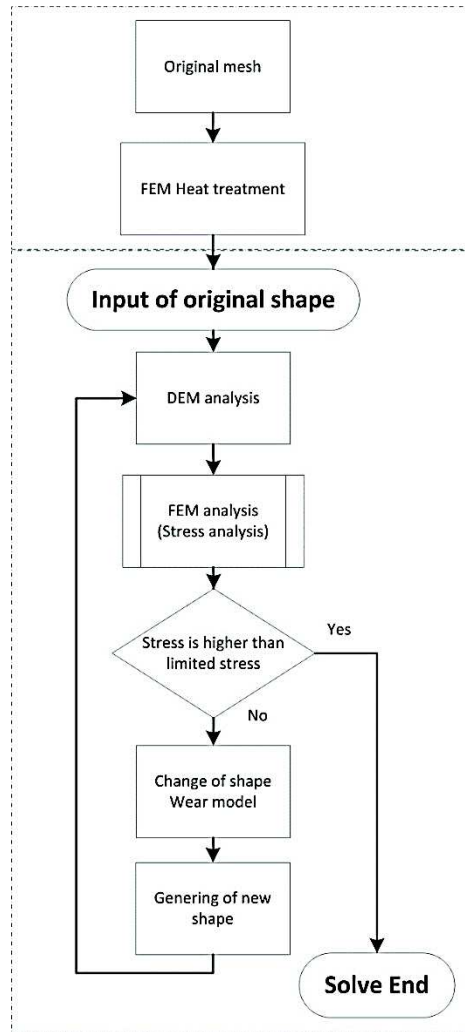 Original mesh
FEM Heat treatment
Input of original shape
DEM analysis
FEM analysis
(Stress analysis)
Stress is higher than
limited stress
Yes
No
Change of shape
Wear model
Genering of new
shape
Solve End